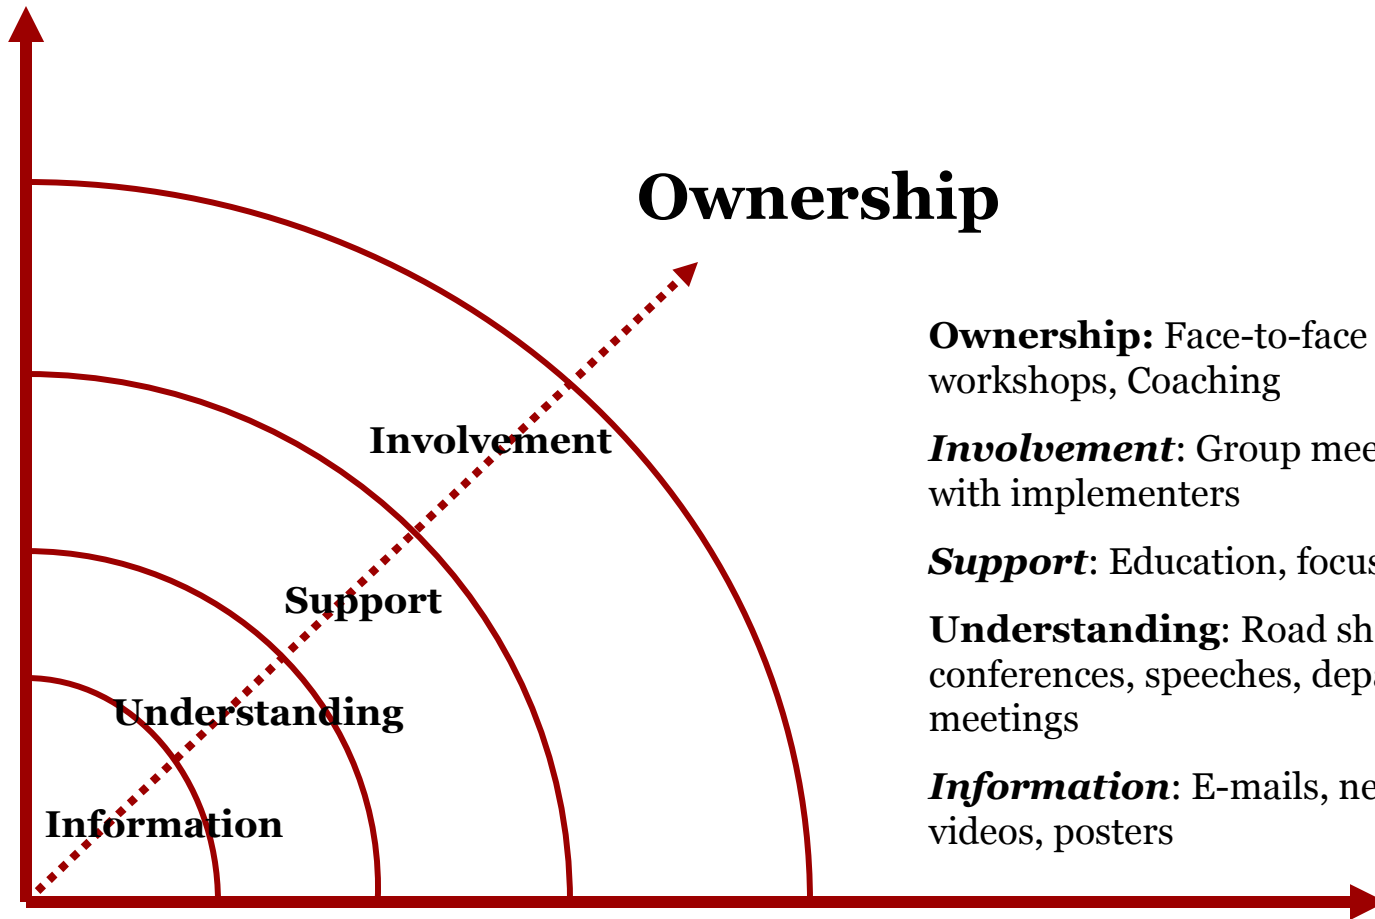 Ownership
Involvement
Support
Understanding
Information
Ownership: Face-to-face
workshops, Coaching
Involvement: Group
with implementers
Support: Education,
Understanding: Road
conferences, speeches,
meetings
Information: E-mails,
videos, posters